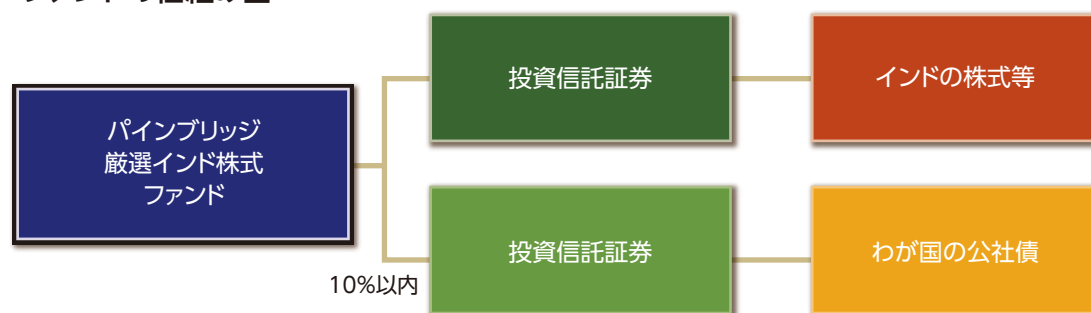 投資信託証券
インドの株式等
パインブリッジ
厳選インド株式
ファンド
投資信託証券
わが国の公社債
10%以内